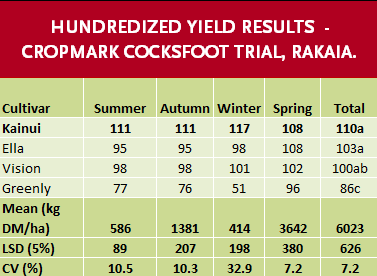 HUNDREDIZED YIELD RESULTS -
CROPMARK COCKSFOOT TRIAL, RAKAIA.
Cultivar Summer Autumn Winter Spring Total
Kainui 111 111 117 108 110a
Ella 95 95 98 108 103a
Vision 98 98 101 102 100ab
Greenly 77 76 51 96 86c
Mean (kg
DM/ha) 586 1381 414 3642 6023
LSD (5%) 89 207 198 380 626
CV (%) 10.5 10.3 32.9 7.2 7.2